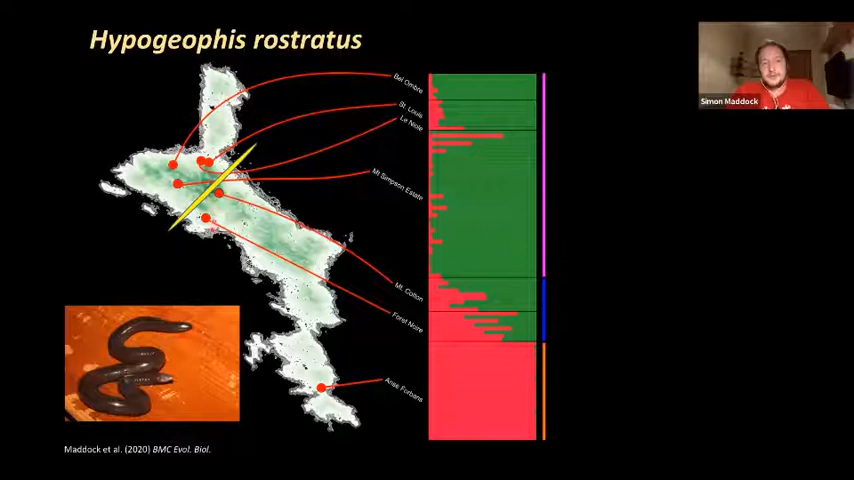 Hypogeophis rostratus
Simon Maddock
Bel Ombre
St. Louis
Le Niole
Mt Simpson Estate
Mt. Cotton
Foret Noire
Anse Forbans
Maddock et al. (2020) BMC Evol. Biol.